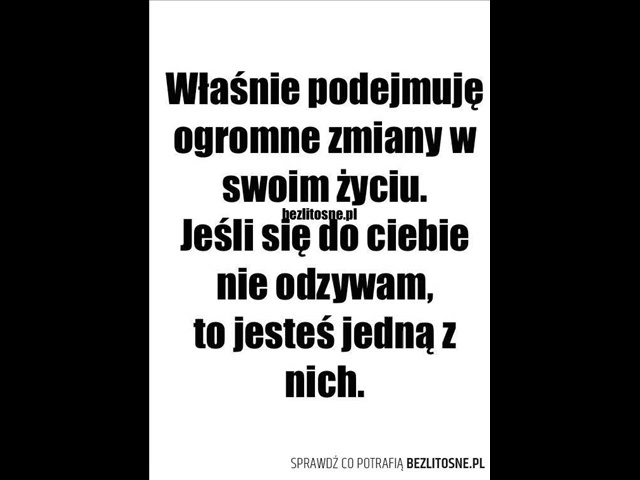 Właśnie podejmuję
ogromne zmiany w
swoim życiu.
bezlitosne.pl
Jeśli się do ciebie
nie odzywam,
to jesteś jedną z
nich.
SPRAWDŹ CO POTRAFIĄ BEZLITOSNE.PL